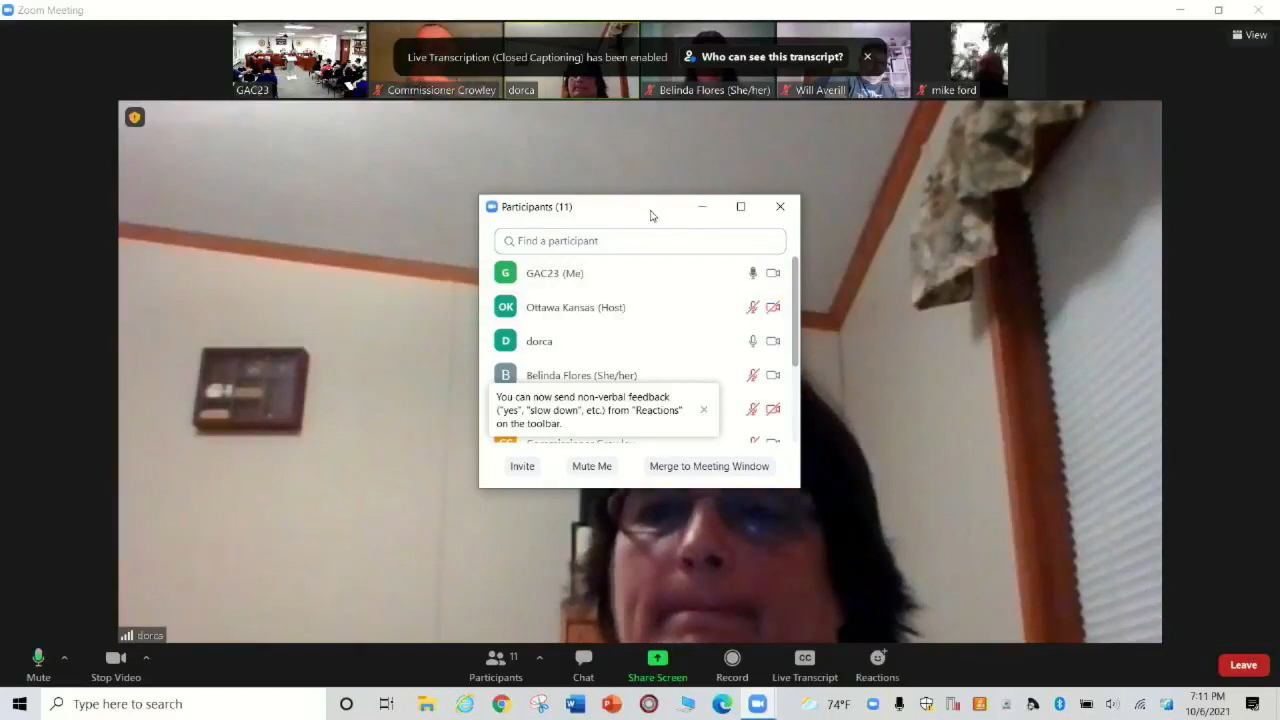 Zoom Meeting
View
Live Transcription (Closed Captioning) has been enabled
Who can see this transcript?
GAC23
Commissioner Crowley
dorca
Belinda Flores (She/her)
Will Averill
mike ford
Participants (11)
Find a participant
G GAC23 (Me)
OK Ottawa Kansas (Host)
D dorca
B Belinda Flores (She/her)
You can now send non-verbal feedback
("yes", "slow down", etc.) from "Reactions"
on the toolbar.
Commissioner Crowley
Invite
Mute Me
Merge to Meeting Window
dorca
11
CC
Mute
Stop Video
Participants
Chat
Share Screen
Record
Live Transcript
Reactions
Leave
Type here to search
74°F
7:11 PM
10/6/2021